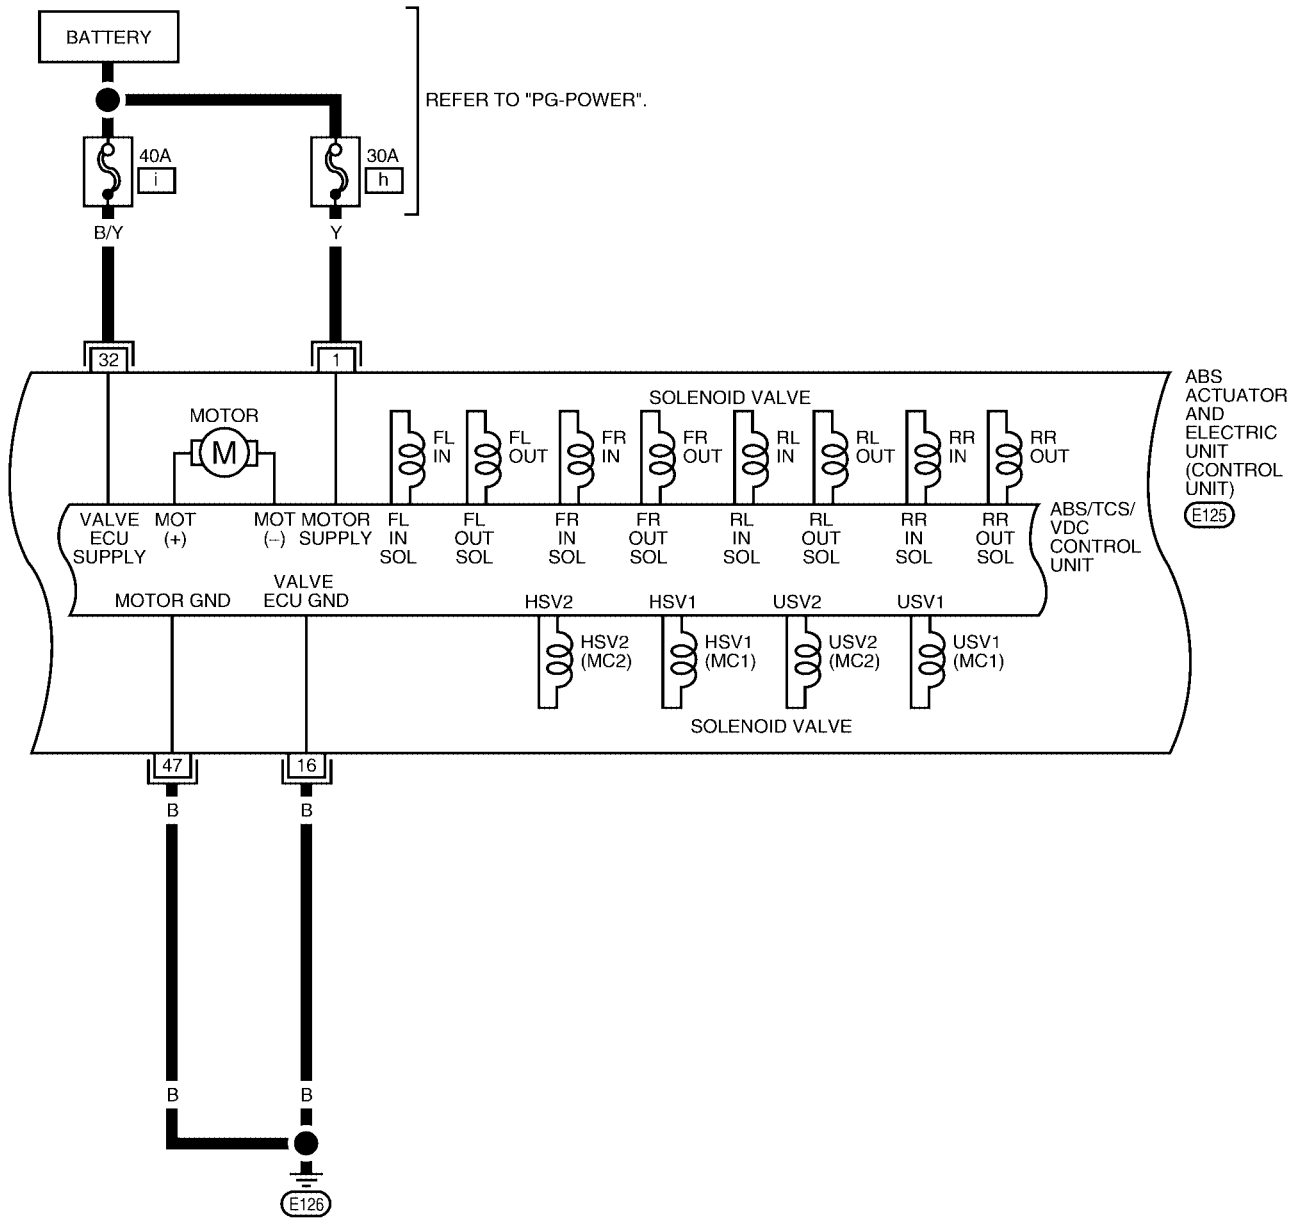 BATTERY
REFER TO "PG-POWER".
40A
i
30A
h
B/Y
Y
32
1
ABS
ACTUATOR
AND
ELECTRIC
UNIT
(CONTROL
UNIT)
E125
SOLENOID VALVE
MOTOR
M
FL
IN
FL
OUT
FR
IN
FR
OUT
RL
IN
RL
OUT
RR
IN
RR
OUT
VALVE
ECU
SUPPLY
MOT
(+)
MOT
(-)
MOTOR
SUPPLY
FL
IN
SOL
FL
OUT
SOL
FR
IN
SOL
FR
OUT
SOL
RL
IN
SOL
RL
OUT
SOL
RR
IN
SOL
RR
OUT
SOL
ABS/TCS/
VDC
CONTROL
UNIT
MOTOR GND
VALVE
ECU GND
HSV2
HSV1
USV2
USV1
HSV2
(MC2)
HSV1
(MC1)
USV2
(MC2)
USV1
(MC1)
SOLENOID VALVE
47
16
B
B
B
B
E126